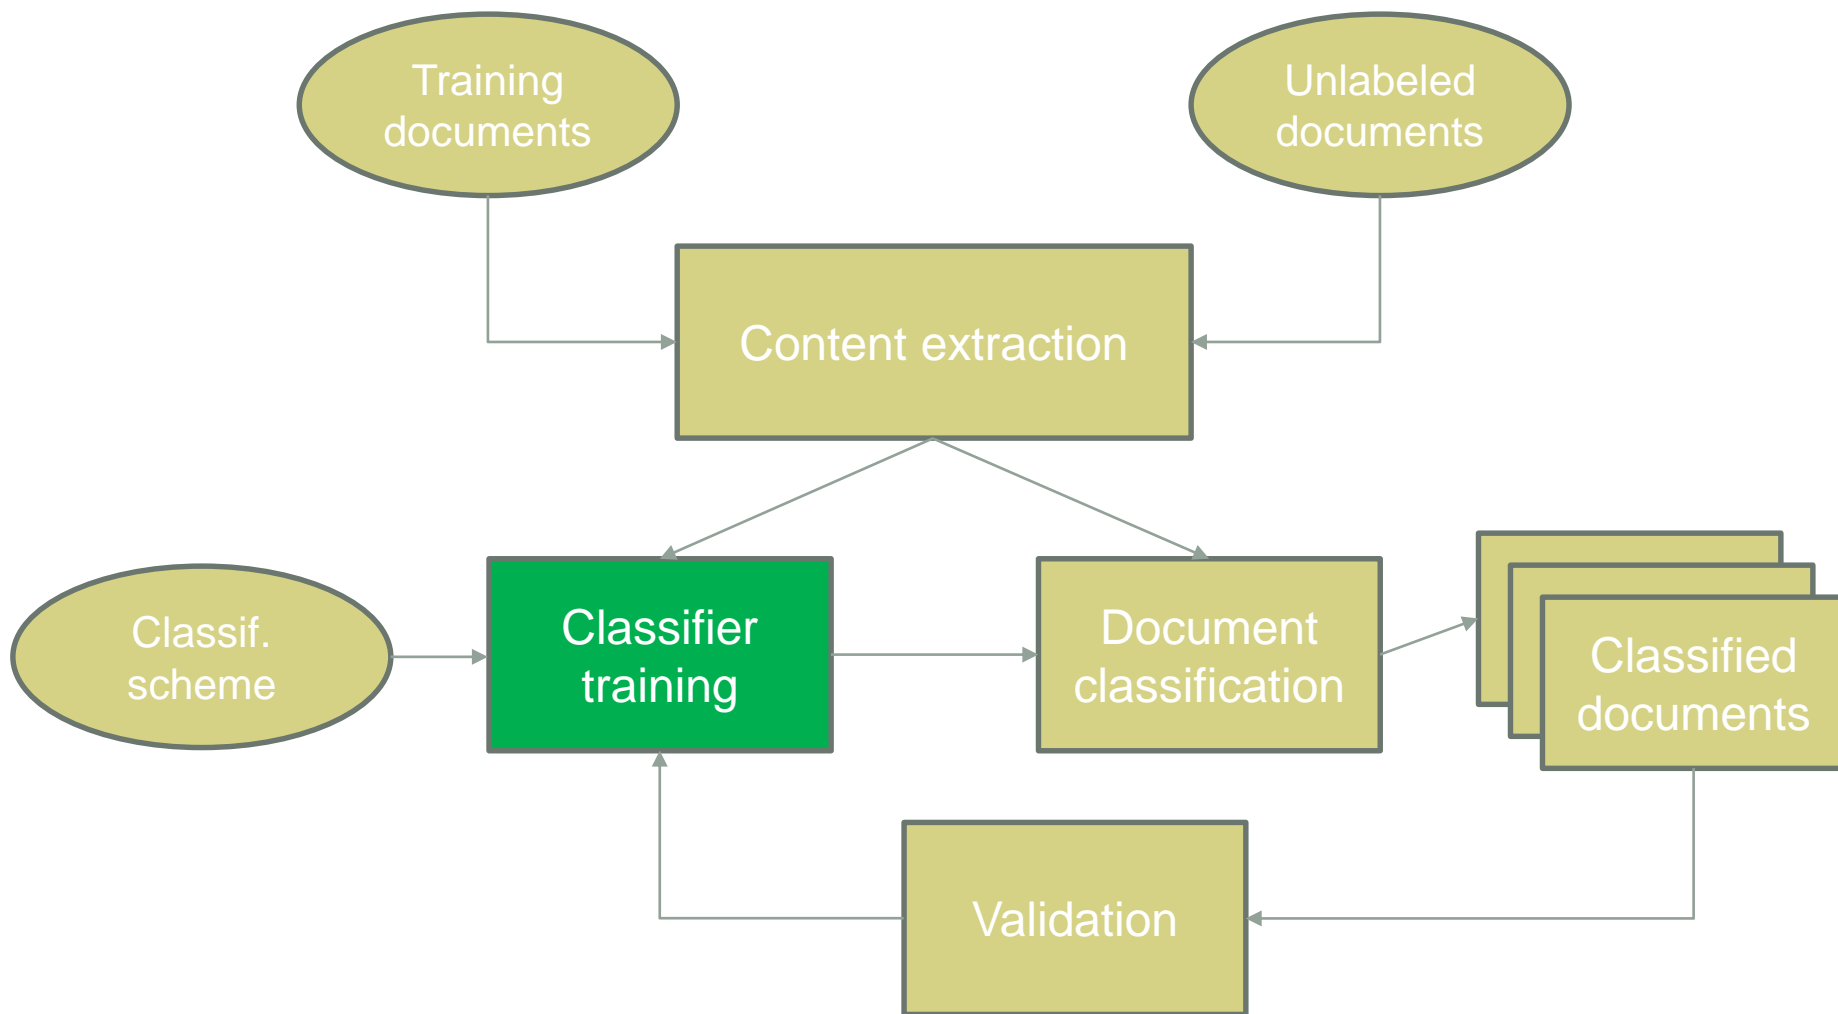 Training
documents
Unlabeled
documents
Content extraction
Classif.
scheme
Classifier
training
Document
classification
Classified
documents
Validation